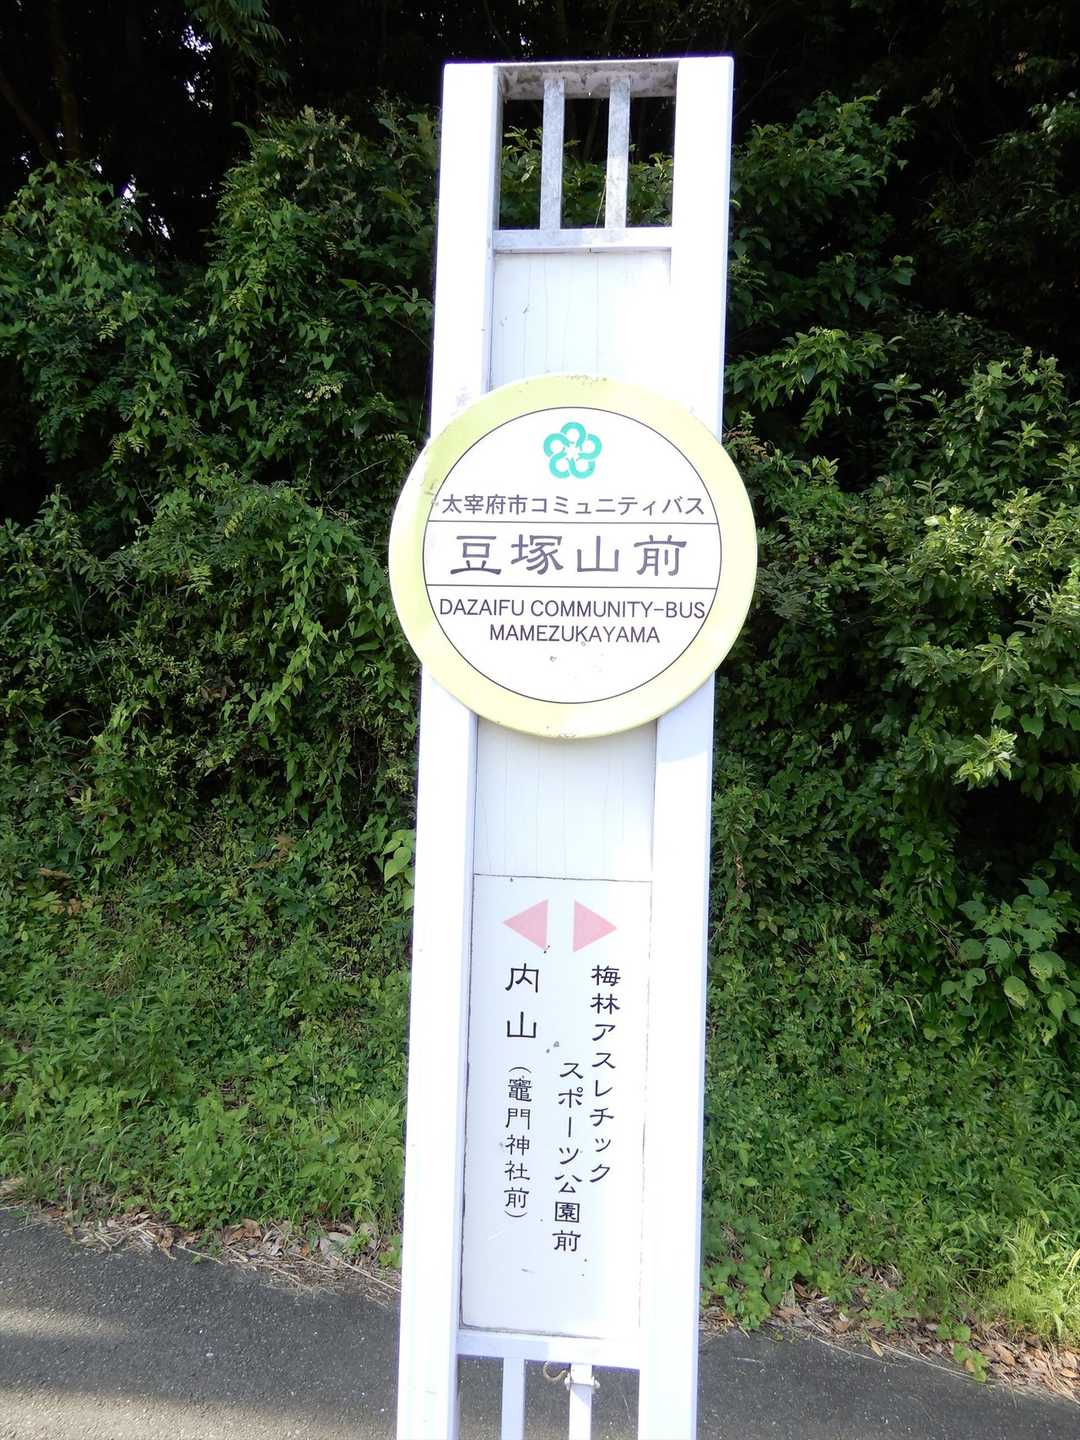 太宰府市コミュニティバス
豆塚山前
DAZAIFU COMMUNITY-BUS
MAMEZUKAYAMA
梅林アスレチック
スポーツ公園前
内山(竈門神社前)